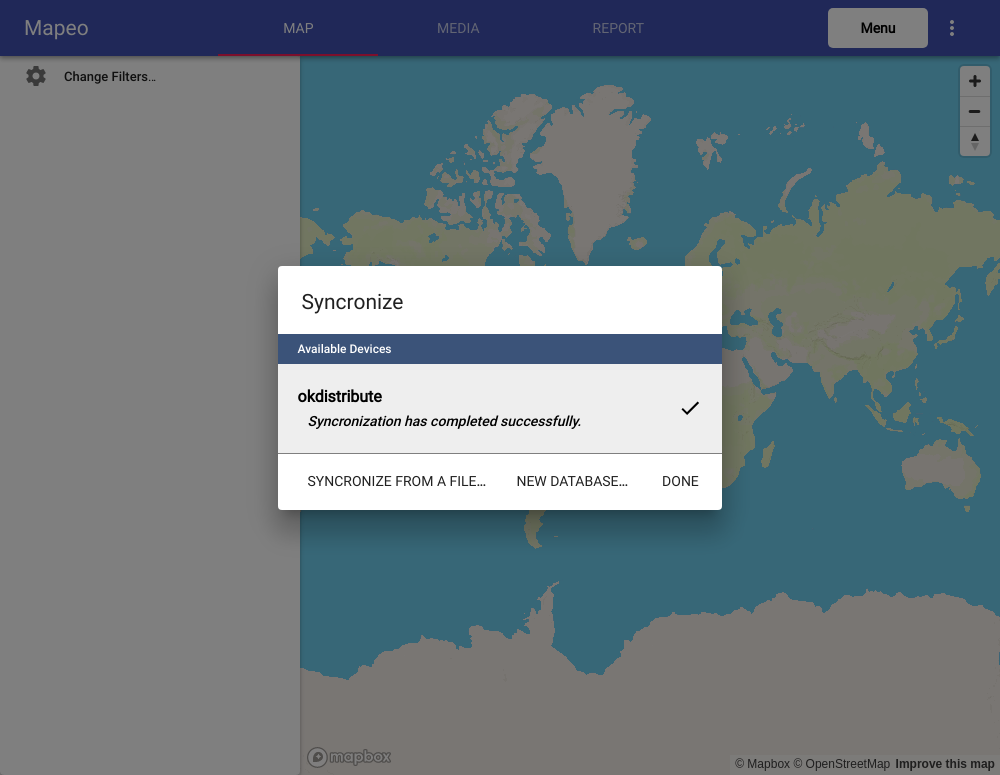 Mapeo
MAP
MEDIA
REPORT
Menu
Change Filters…
Syncronize
Available Devices
okdistribute
Syncronization has completed successfully.
SYNCRONIZE FROM A FILE…
NEW DATABASE…
DONE
mapbox
© Mapbox © OpenStreetMap Improve this map